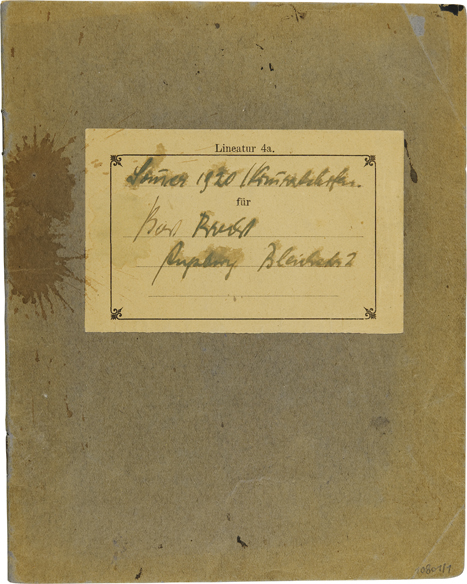 Lineatur 4a.
Sommer 1920
für
Bert Brecht
Augsburg Bleichstr 2